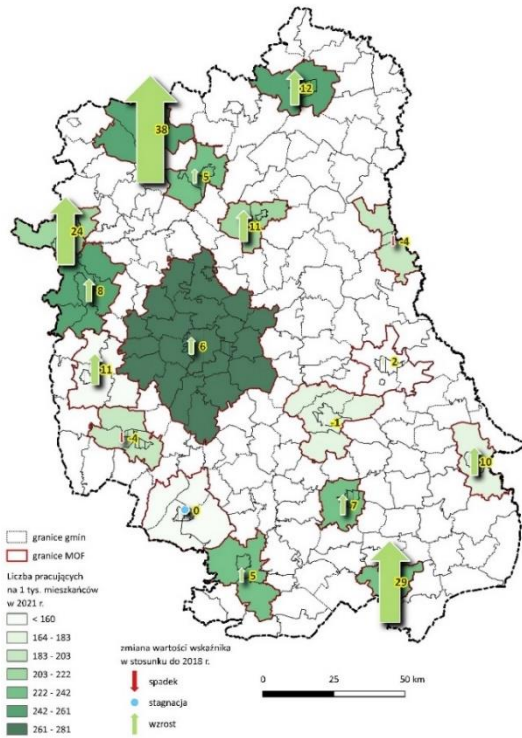 12
38
5
11
24
-4
8
6
2
11
-1
-4
10
0
7
5
29
granice gmin
granice MOF
Liczba pracujących
na 1 tys. mieszkańców
w 2021 r.
< 160
164 - 183
183 - 203
203 - 222
222 - 242
242 - 261
261 - 281
zmiana wartości wskaźnika
w stosunku do 2018 r.
spadek
stagnacja
wzrost
0 25 50 km